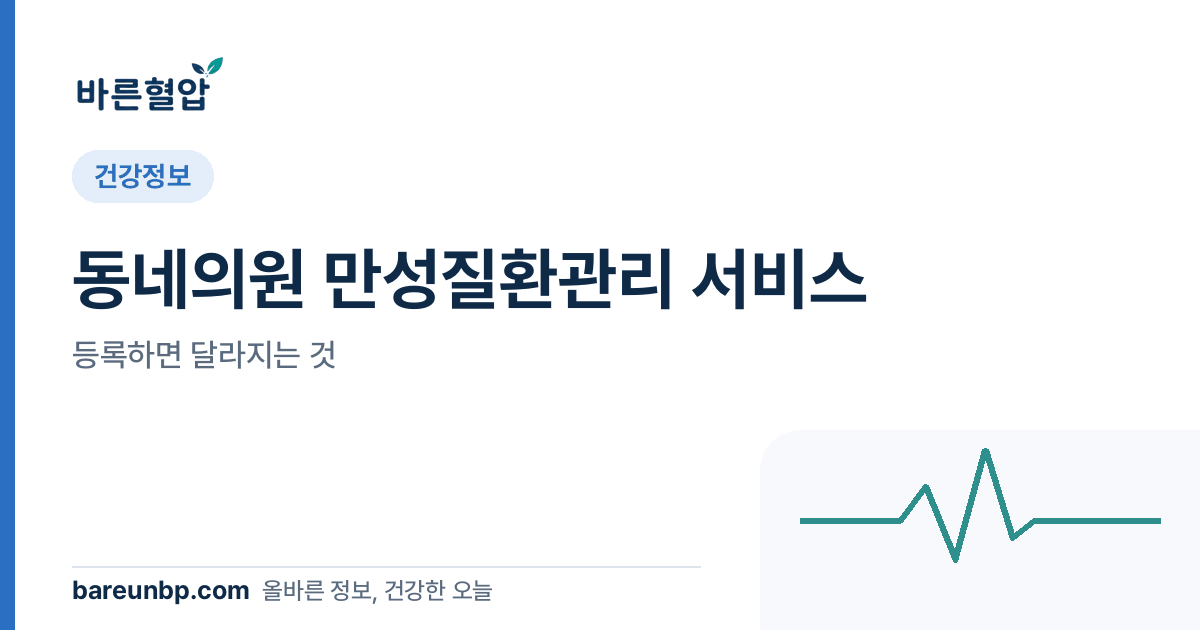 바른혈압
건강정보
동네의원 만성질환관리 서비스
등록하면 달라지는 것
bareunbp.com 올바른 정보, 건강한 오늘